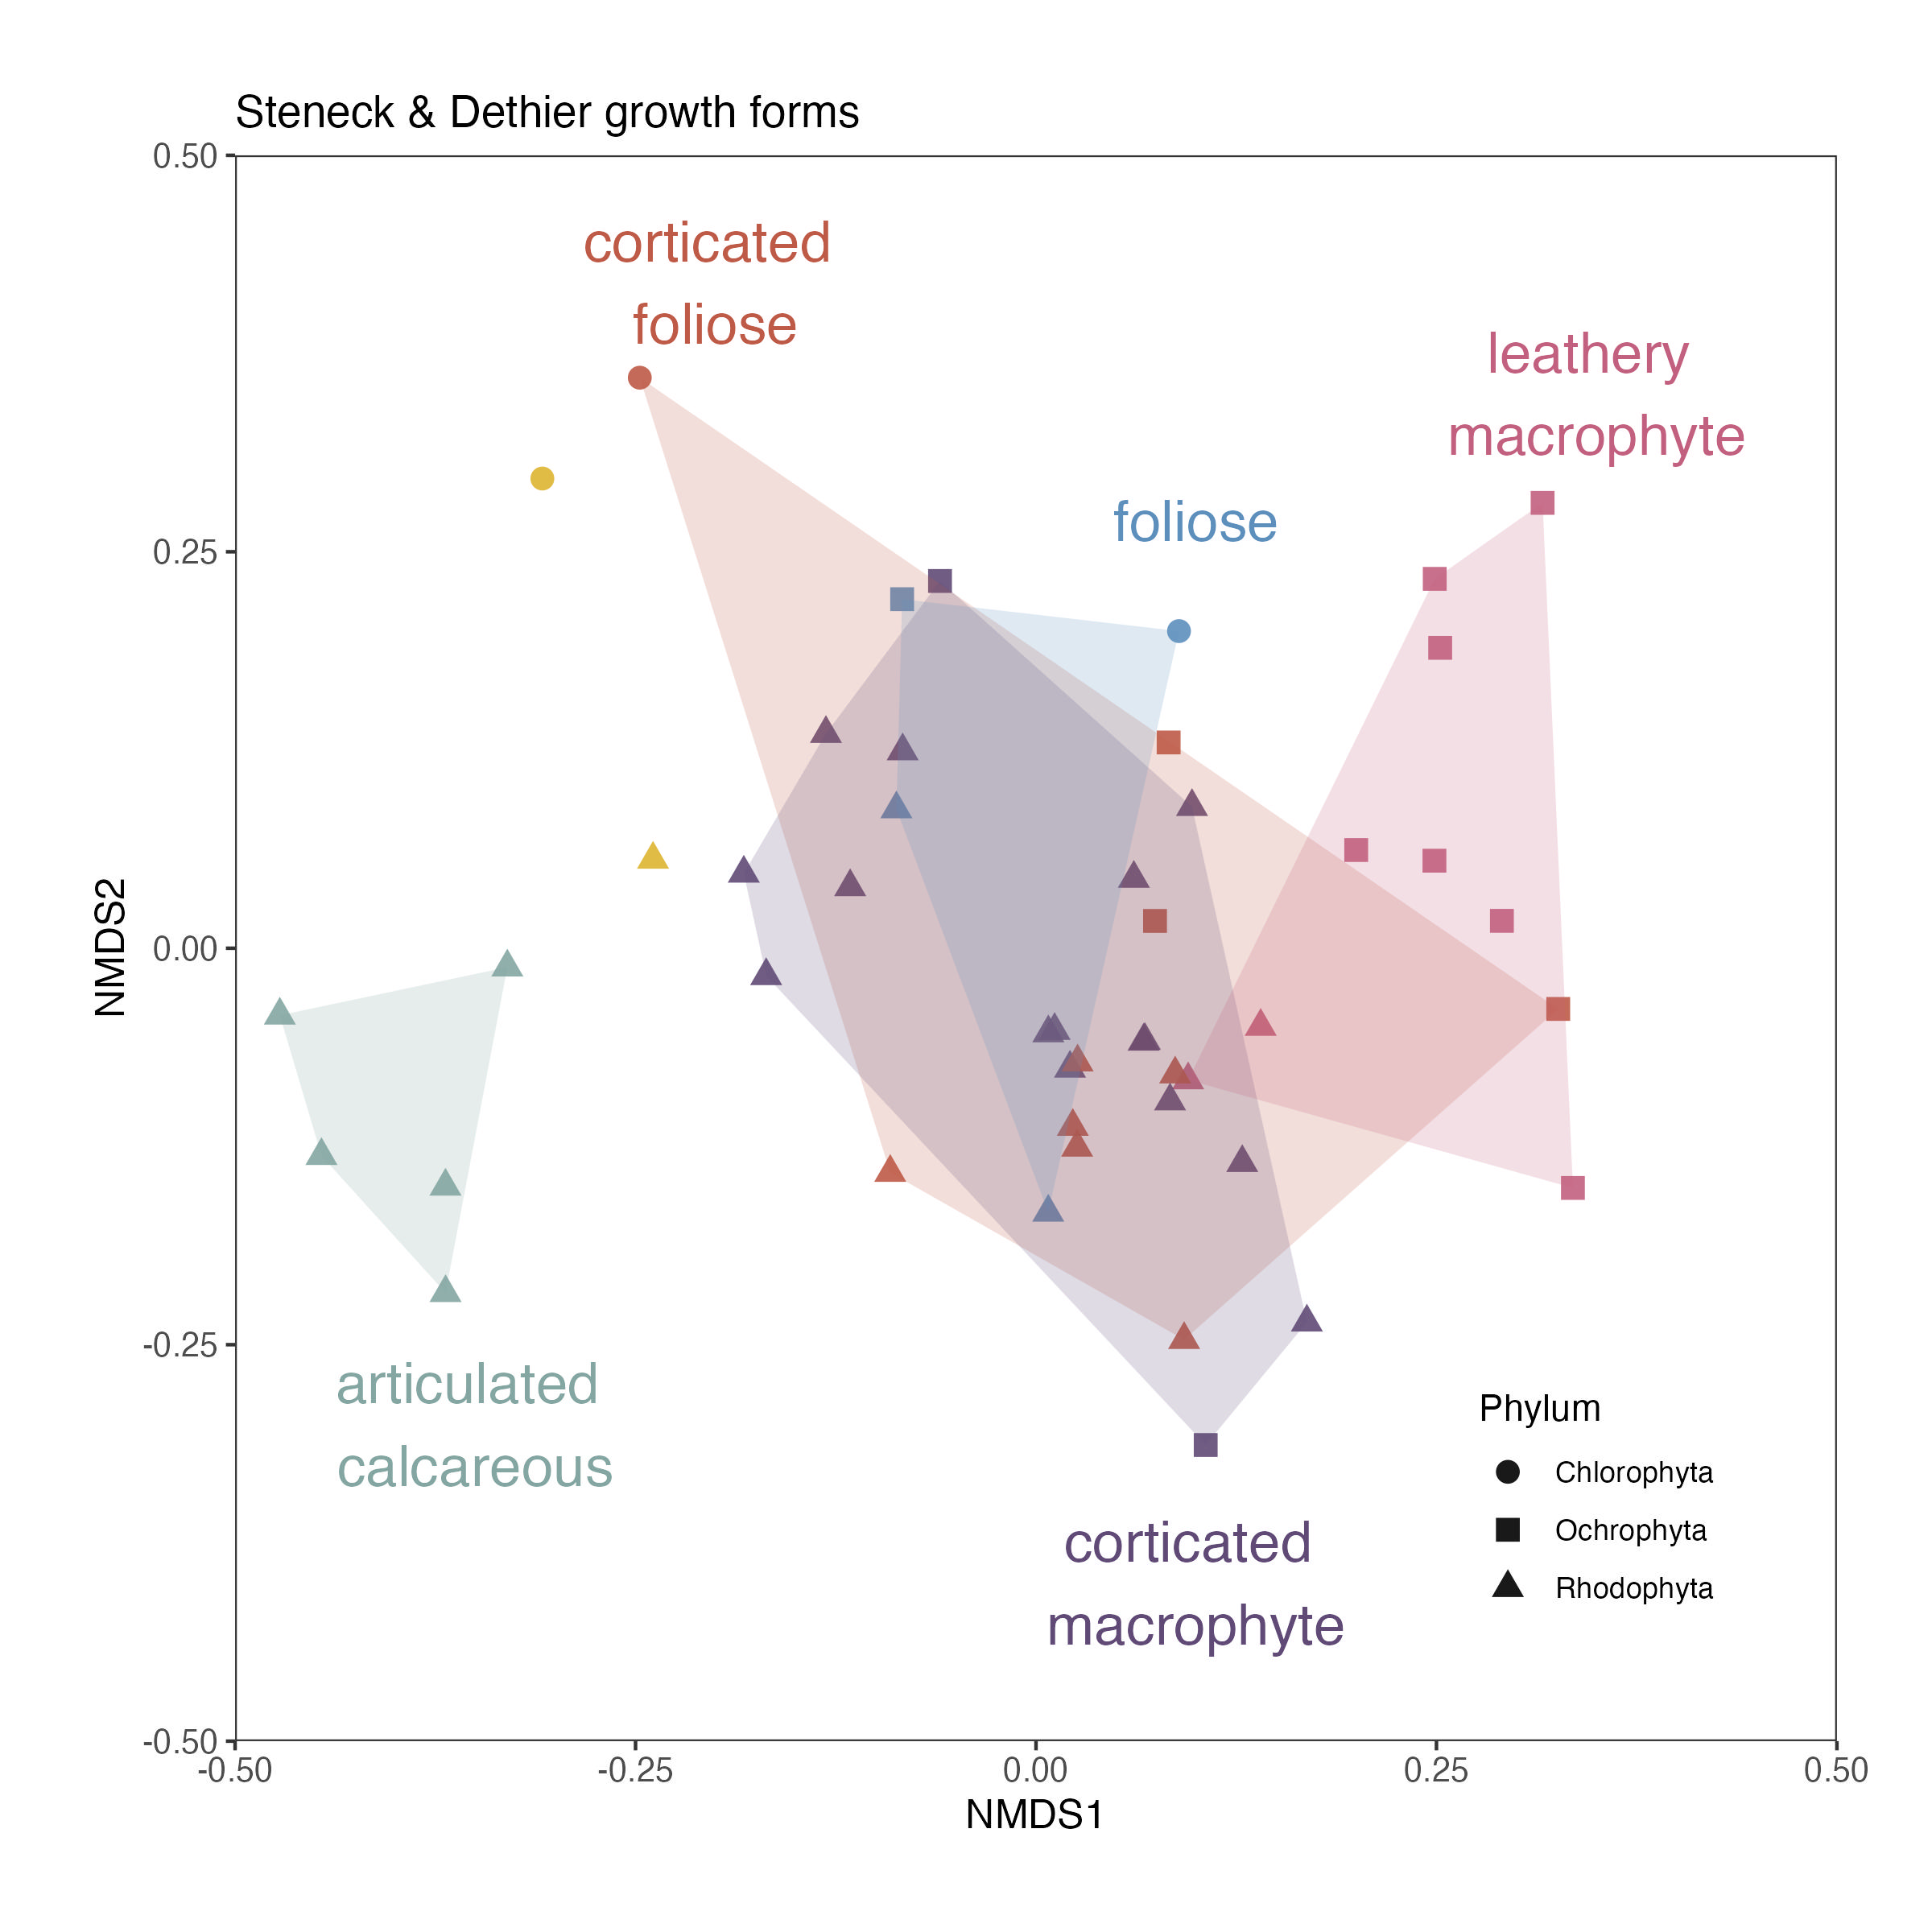 Steneck & Dethier growth forms
0.50
corticated
foliose
leathery
macrophyte
foliose
0.25
NMDS2
0.00
-0.25
articulated
calcareous
Phylum
Chlorophyta
Ochrophyta
Rhodophyta
corticated
macrophyte
-0.50
-0.50 -0.25 0.00 0.25 0.50
NMDS1